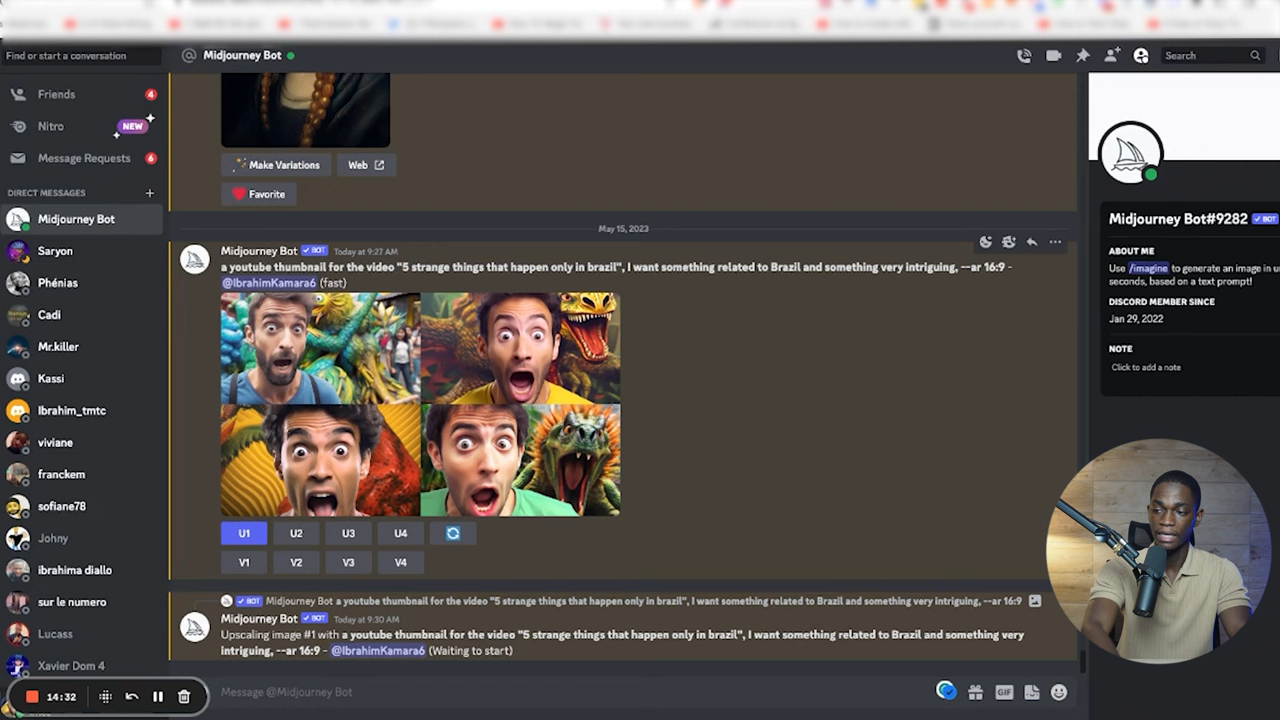 Find or start a conversation
Midjourney Bot
Search
Friends
4
Nitro
NEW
Message Requests
6
DIRECT MESSAGES
Midjourney Bot
Saryon
Phénias
Cadi
Mr.killer
Kassi
Ibrahim_tmtc
viviane
franckem
sofiane78
Johny
ibrahima diallo
sur le numero
Lucass
Xavier Dom 4
14:32
Make Variations
Web
Favorite
May 15, 2023
Midjourney Bot BOT Today at 9:27 AM
a youtube thumbnail for the video "5 strange things that happen only in brazil", I want something related to Brazil and something very intriguing, --ar 16:9 -
@IbrahimKamara6 (fast)
U1 U2 U3 U4
V1 V2 V3 V4
BOT Midjourney Bot a youtube thumbnail for the video "5 strange things that happen only in brazil", I want something related to Brazil and something very intriguing, --ar 16:9
Midjourney Bot BOT Today at 9:30 AM
Upscaling image #1 with a youtube thumbnail for the video "5 strange things that happen only in brazil", I want something related to Brazil and something very
intriguing, --ar 16:9 - @IbrahimKamara6 (Waiting to start)
Message @Midjourney Bot
GIF
Midjourney Bot#9282 BOT
ABOUT ME
Use /imagine to generate an image in u
seconds, based on a text prompt!
DISCORD MEMBER SINCE
Jan 29, 2022
NOTE
Click to add a note